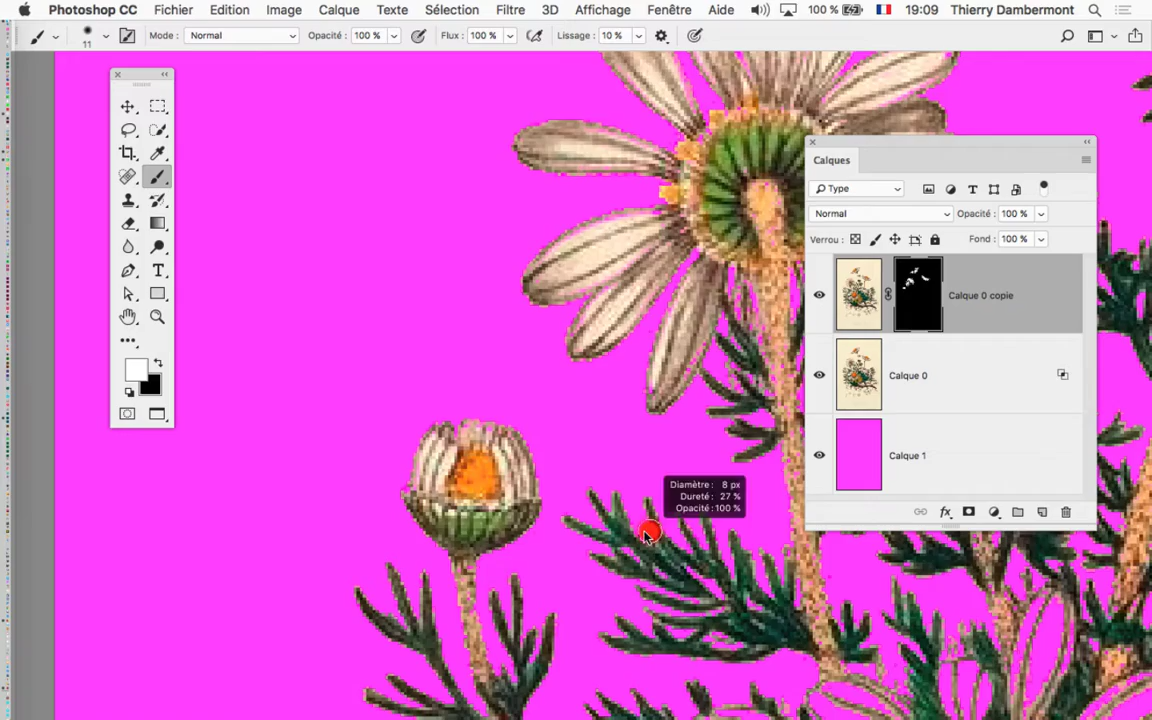 Photoshop CC Fichier Edition Image Calque Texte Sélection Filtre 3D Affichage Fenêtre Aide 100 % 19:09 Thierry Dambermont
11 Mode : Normal Opacité : 100 % Flux : 100 % Lissage : 10 %
Calques
Type
Normal Opacité : 100 %
Verrou : Fond : 100 %
Calque 0 copie
Calque 0
Calque 1
fx
Diamètre : 8 px
Dureté : 27 %
Opacité : 100 %